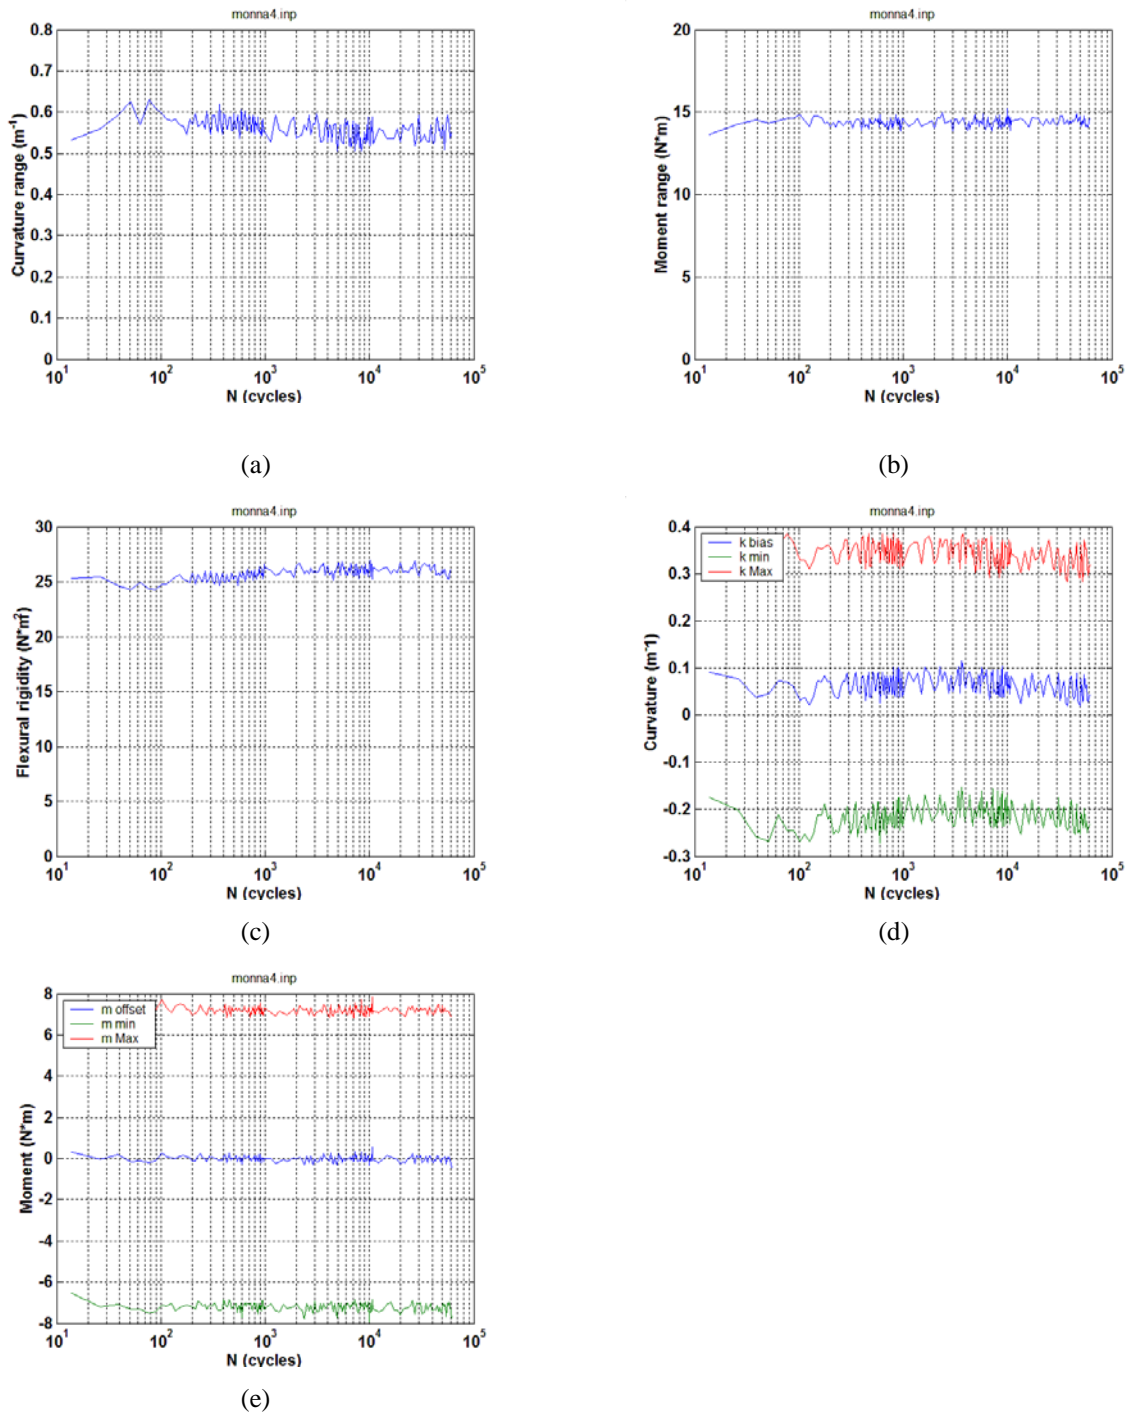 monna4.inp
0.8
0.7
0.6
0.5
0.4
0.3
0.2
0.1
0
Curvature range (m⁻¹)
10¹ 10² 10³ 10⁴ 10⁵
N (cycles)
(a)
monna4.inp
20
15
10
5
0
Moment range (N*m)
10¹ 10² 10³ 10⁴ 10⁵
N (cycles)
(b)
monna4.inp
30
25
20
15
10
5
0
Flexural rigidity (N*m²)
10¹ 10² 10³ 10⁴ 10⁵
N (cycles)
(c)
monna4.inp
k bias
k min
k Max
0.4
0.3
0.2
0.1
0
-0.1
-0.2
-0.3
Curvature (m⁻1)
10¹ 10² 10³ 10⁴ 10⁵
N (cycles)
(d)
monna4.inp
m offset
m min
m Max
8
6
4
2
0
-2
-4
-6
-8
Moment (N*m)
10¹ 10² 10³ 10⁴ 10⁵
N (cycles)
(e)